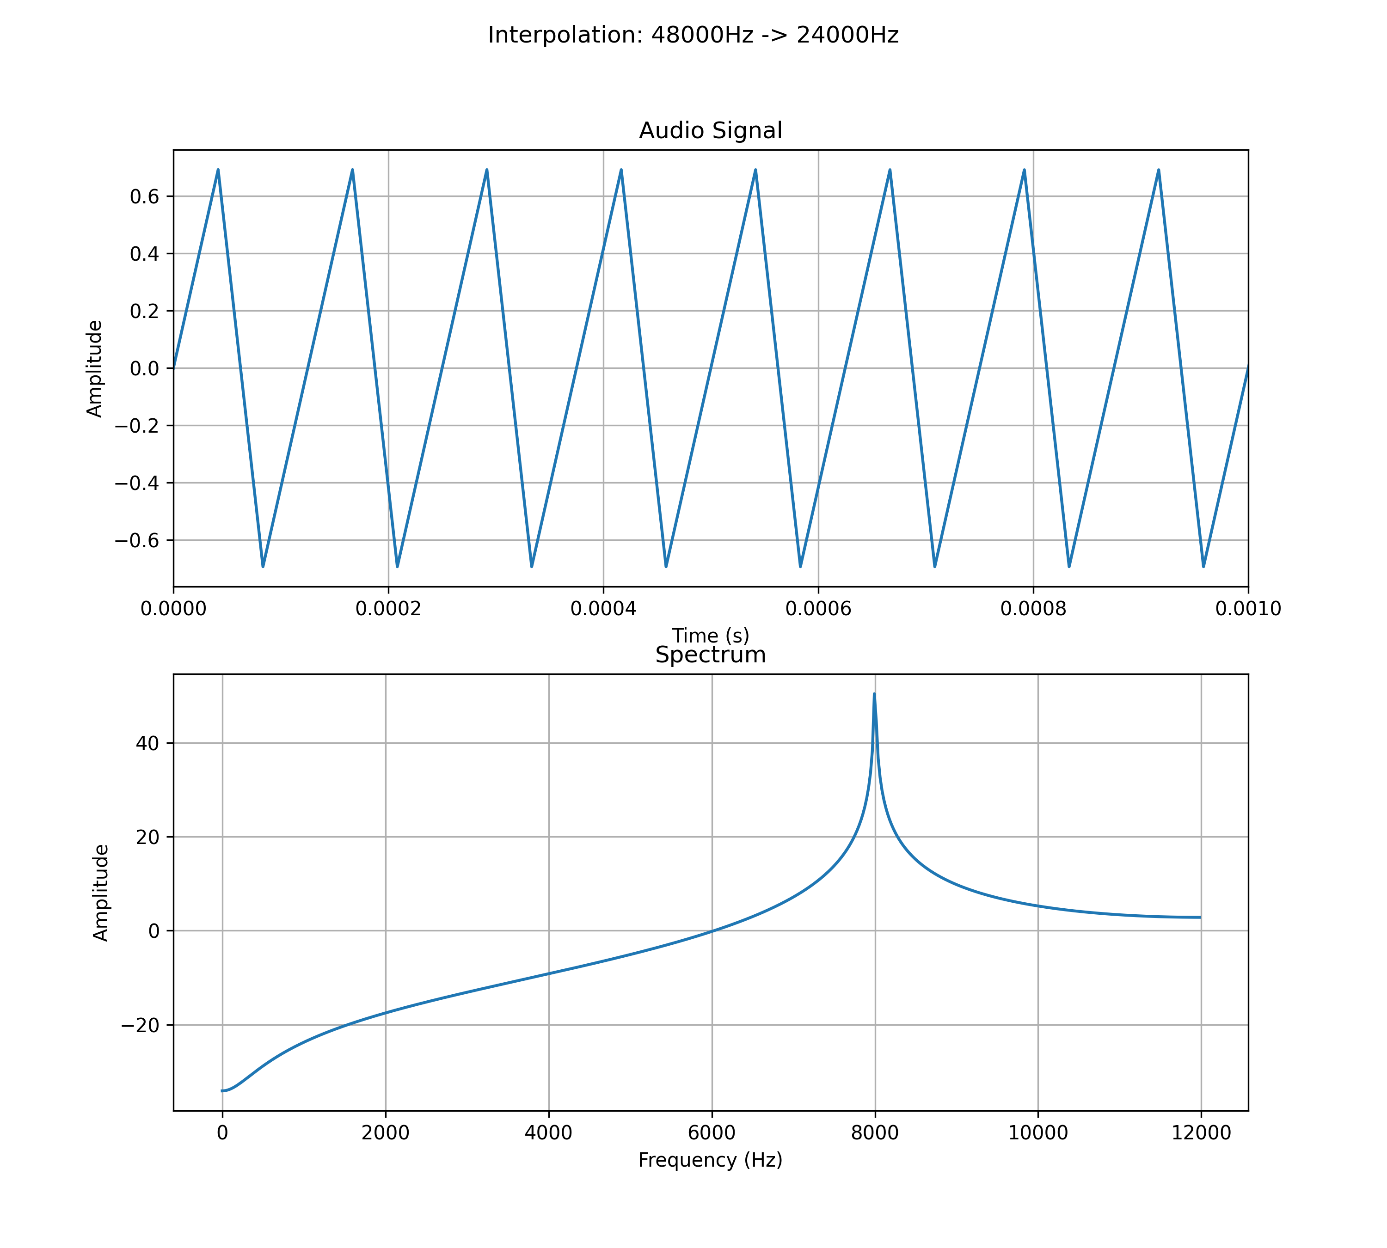 Interpolation: 48000Hz -> 24000Hz
Audio Signal
Amplitude
0.6
0.4
0.2
0.0
−0.2
−0.4
−0.6
0.0000 0.0002 0.0004 0.0006 0.0008 0.0010
Time (s)
Spectrum
Amplitude
40
20
0
−20
0 2000 4000 6000 8000 10000 12000
Frequency (Hz)